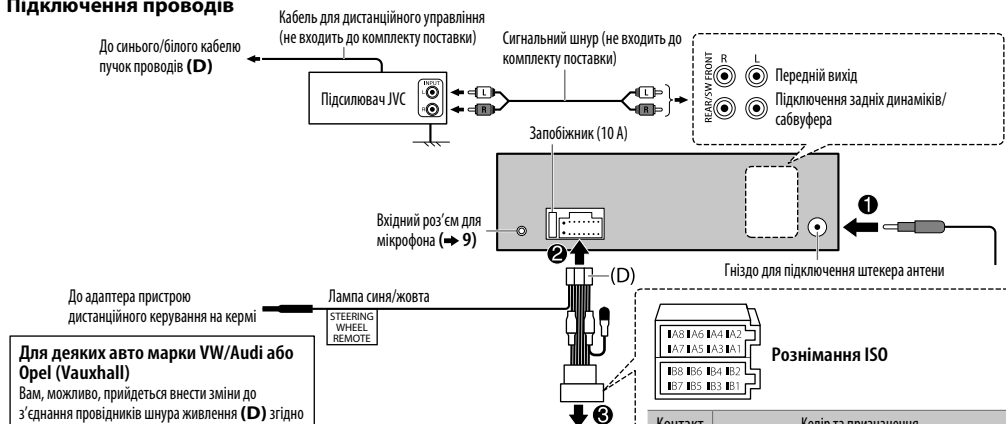 Підключення проводів
Кабель для дистанційного управління
(не входить до комплекту поставки)
До синього/білого кабелю
пучок проводів (D)
Сигнальний шнур (не входить до
комплекту поставки)
Підсилювач JVC
INPUT
L
R
L
R
L
R
REAR/SW FRONT
R L
Передній вихід
Підключення задніх динаміків/
сабвуфера
Запобіжник (10 A)
Вхідний роз’єм для
мікрофона (➜ 9)
1
2
(D)
Гніздо для підключення штекера антени
До адаптера пристрою
дистанційного керування на кермі
Лампа синя/жовта
STEERING
WHEEL
REMOTE
Для деяких авто марки VW/Audi або
Opel (Vauxhall)
Вам, можливо, прийдеться внести зміни до
з’єднання провідників шнура живлення (D) згідно
3
A8 A6 A4 A2
A7 A5 A3 A1
B8 B6 B4 B2
B7 B5 B3 B1
Рознімання ISO
Контакт
Колір та призначення